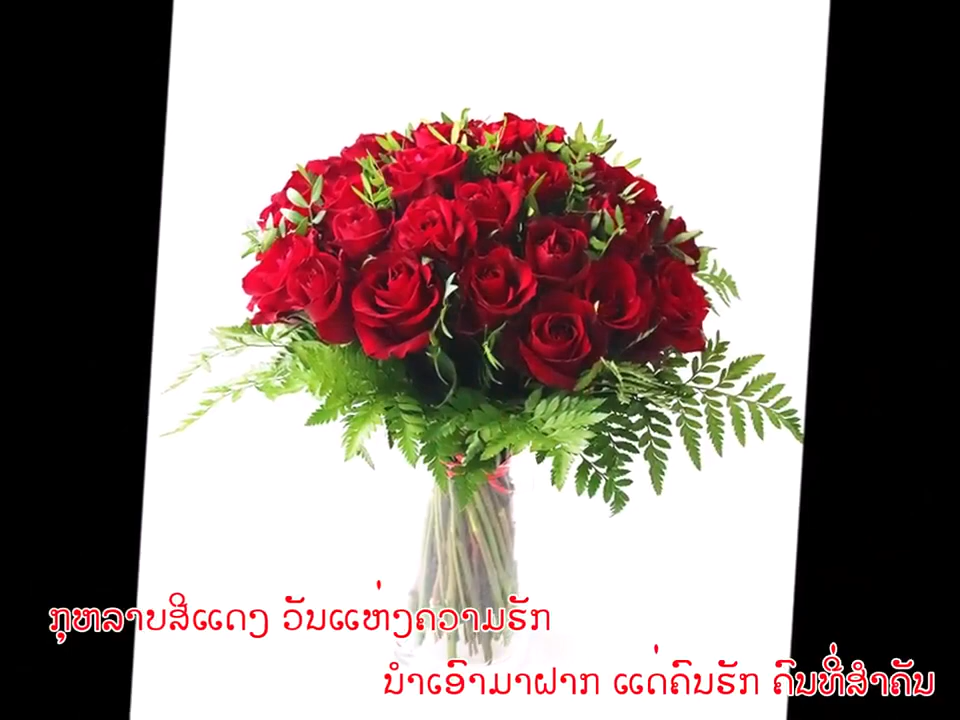 ກຸຫລາບສີແດງ ວັນແຫ່ງຄວາມຮັກ
ນຳເອົາມາຝາກ ແດ່ຄົນຮັກ ຄົນທີ່ສຳຄັນ